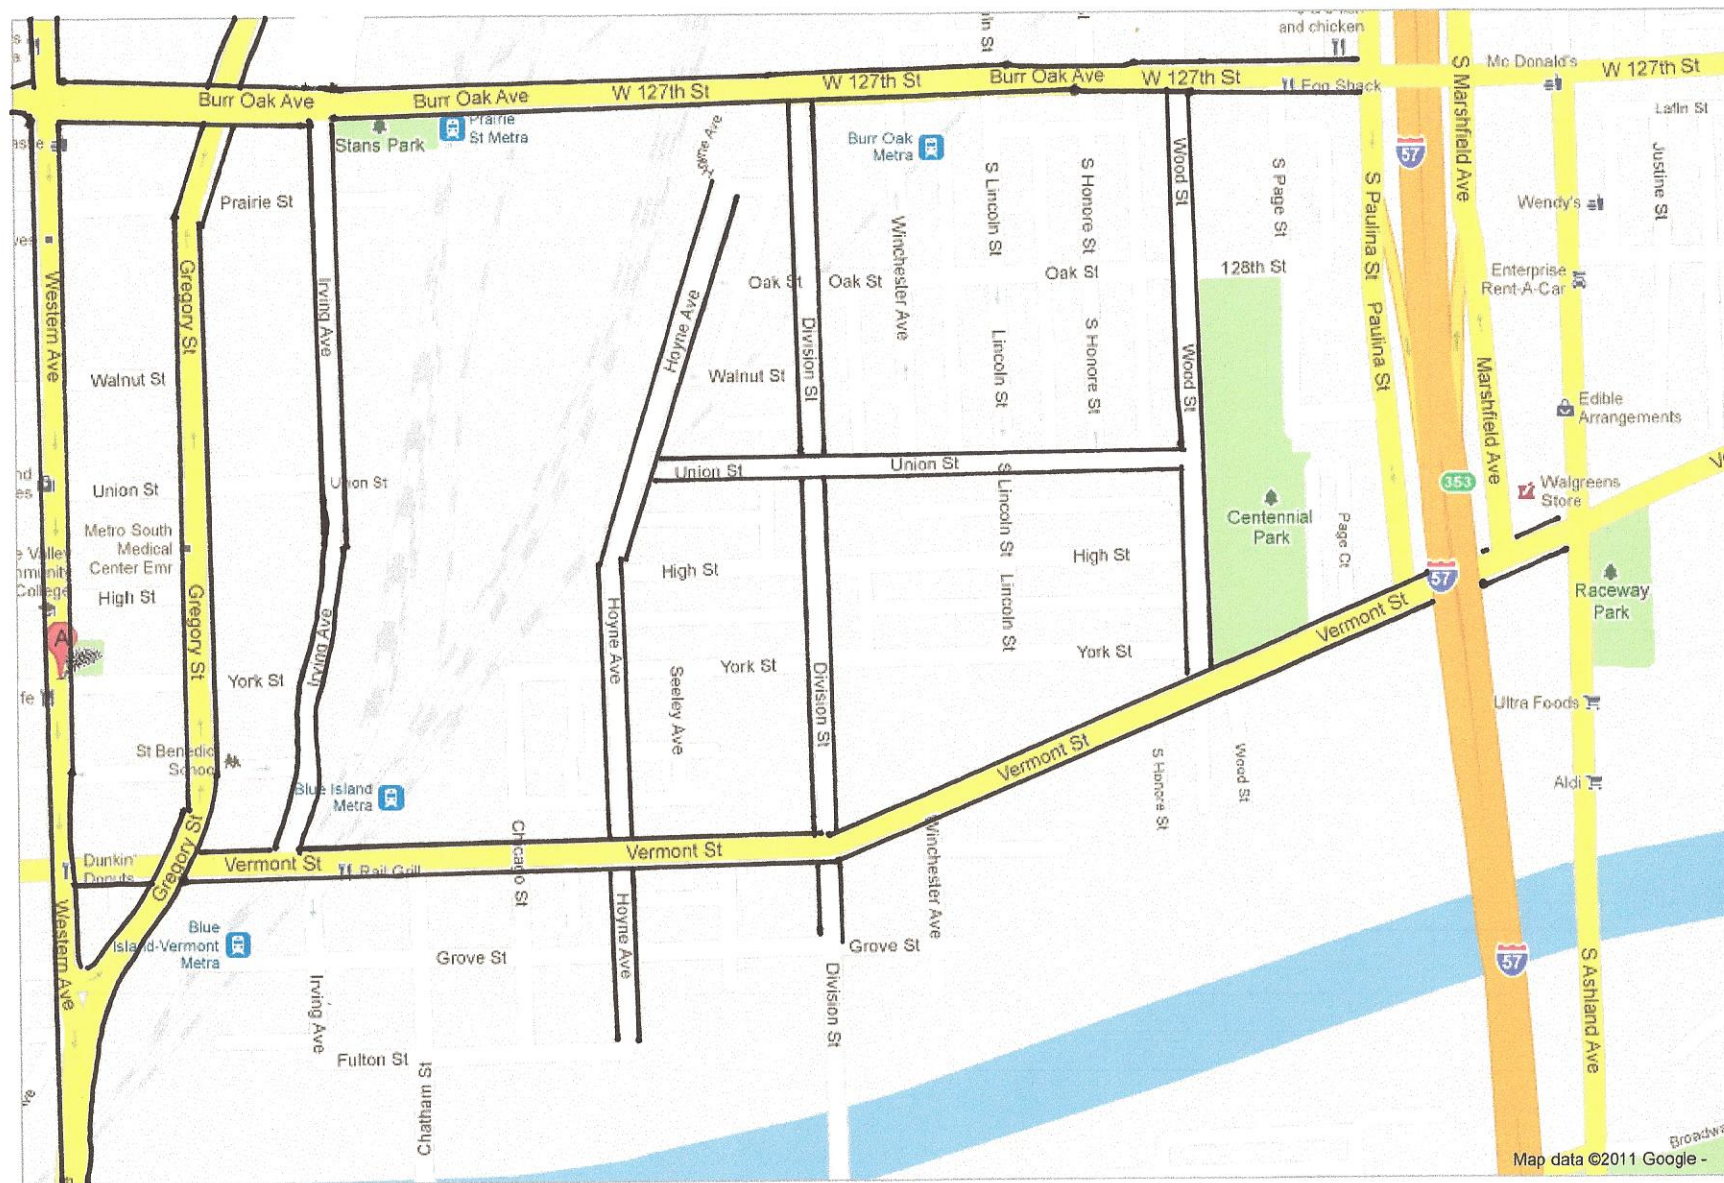 and chicken
Mc Donald's
W 127th St
Burr Oak Ave
Burr Oak Ave
W 127th St
W 127th St
Burr Oak Ave
W 127th St
Egg Shack
Laflin St
Stans Park
Prairie
St Metra
Burr Oak
Metra
57
S Marshfield Ave
Justine St
Prairie St
S Lincoln St
S Honore St
Wood St
S Page St
S Paulina St
Wendy's
Western Ave
Gregory St
Irving Ave
Hoyne Ave
Oak St
Oak St
Winchester Ave
Oak St
128th St
Enterprise
Rent-A-Car
Division St
Lincoln St
S Honore St
Wood St
Paulina St
Marshfield Ave
Walnut St
Walnut St
Edible
Arrangements
Union St
Union St
Union St
Union St
S Lincoln St
353
Walgreens
Store
Metro South
Medical
Center Emr
Centennial
Park
Page Ct
High St
High St
High St
Lincoln St
57
Raceway
Park
College
Gregory St
Irving Ave
Hoyne Ave
Vermont St
A
York St
Seeley Ave
York St
Division St
York St
Ultra Foods
St Benedic
School
Vermont St
S Honore St
Wood St
Aldi
Blue Island
Metra
Gregory St
Chicago St
Winchester Ave
Dunkin'
Donuts
Vermont St
Rail Grill
Vermont St
Western Ave
Hoyne Ave
Blue
Island-Vermont
Metra
Grove St
Grove St
57
S Ashland Ave
Irving Ave
Division St
Fulton St
Chatham St
Map data ©2011 Google -